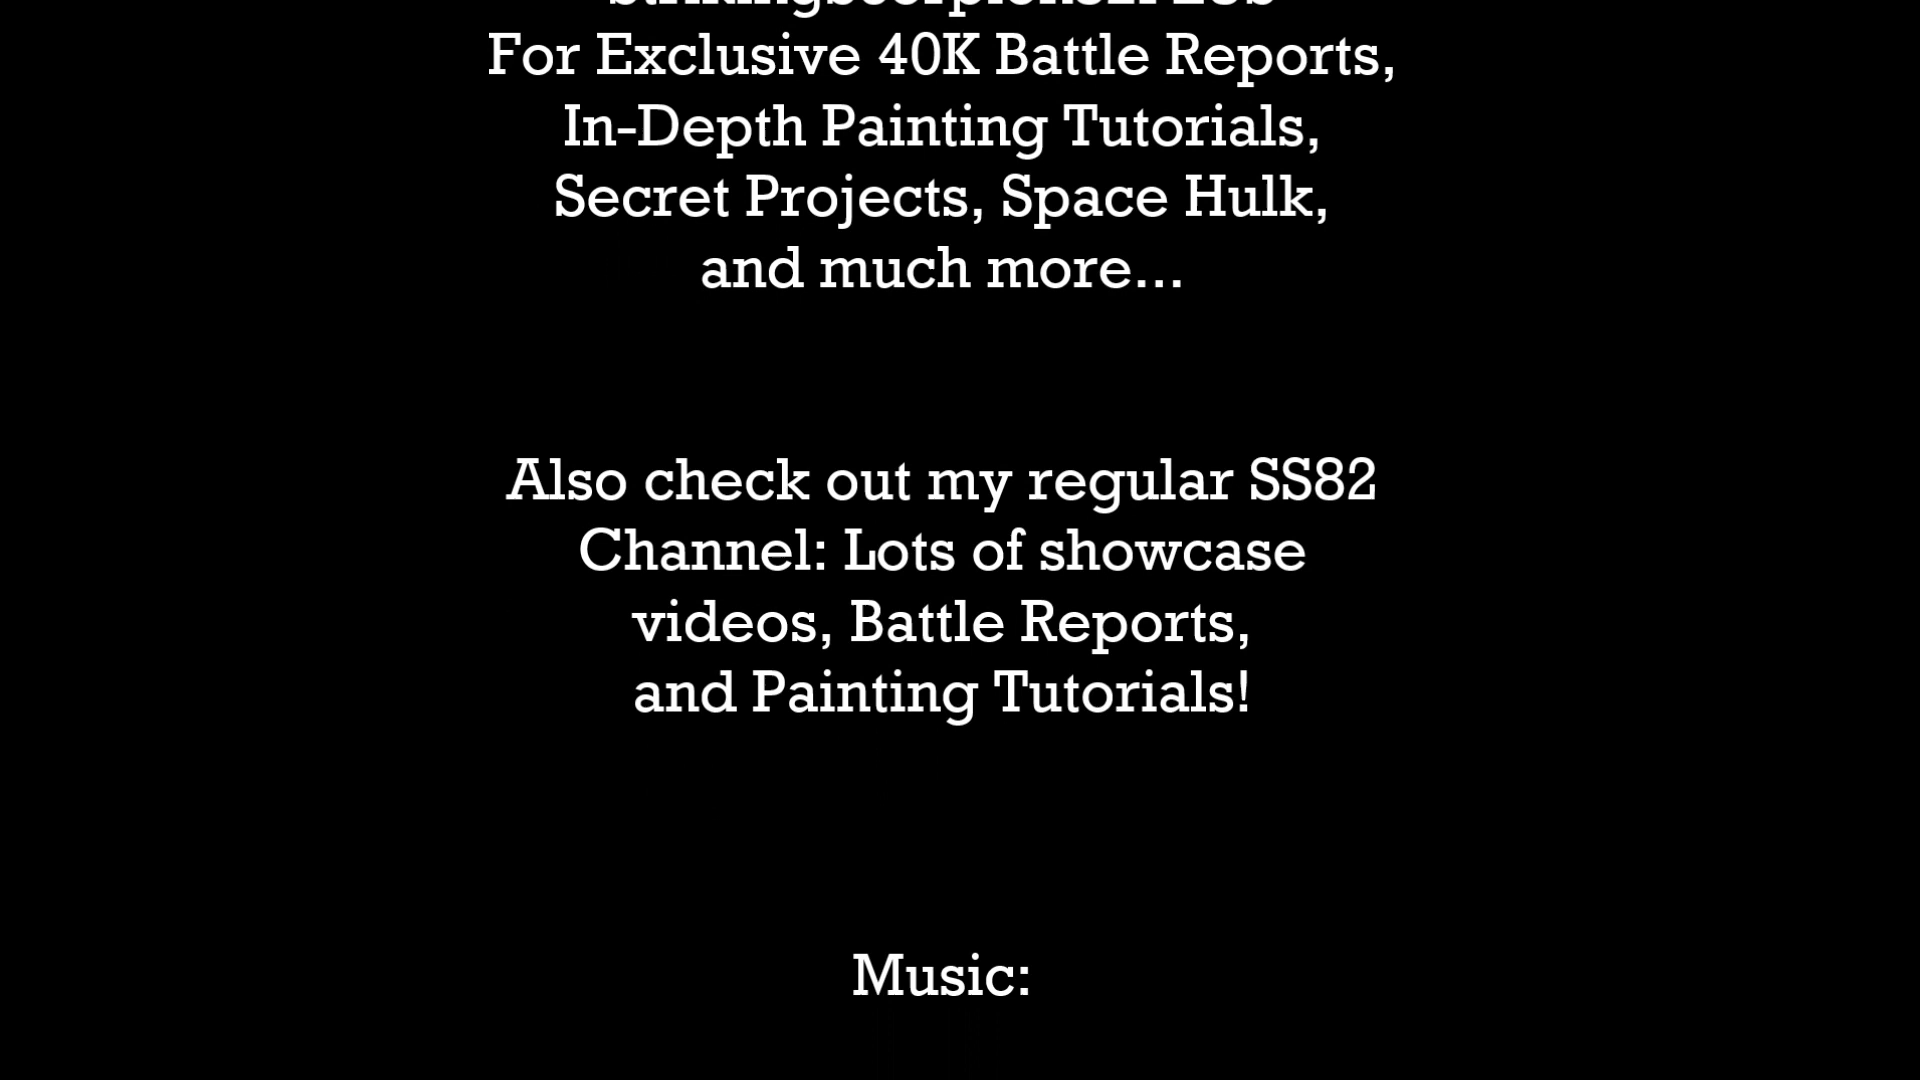 For Exclusive 40K Battle Reports,
In-Depth Painting Tutorials,
Secret Projects, Space Hulk,
and much more...
Also check out my regular SS82
Channel: Lots of showcase
videos, Battle Reports,
and Painting Tutorials!
Music: